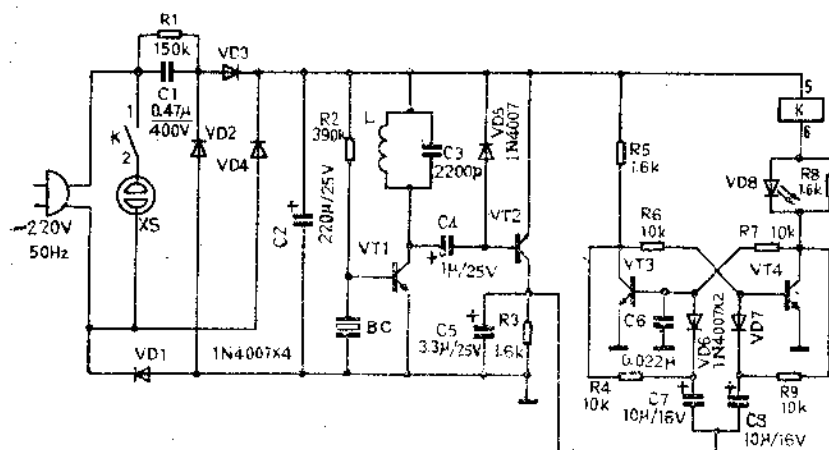 R1
150k
C1
0.47μ
400V
VD3
1
K
2
XS
~220V
50Hz
VD2
VD4
VD1
1N4007X4
C2
220μ/25V
R2
390k
L
C3
2200p
VD5
1N4007
VT1
BC
C4
1μ/25V
VT2
C5
3.3μ/25V
R3
1.6k
R5
1.6k
5
K
6
VD8
R8
1.6k
R6
10k
R7
10k
VT3
VT4
C6
0.022μ
VD6
1N4007X2
VD7
R4
10k
C7
10μ/16V
C8
10μ/16V
R9
10k